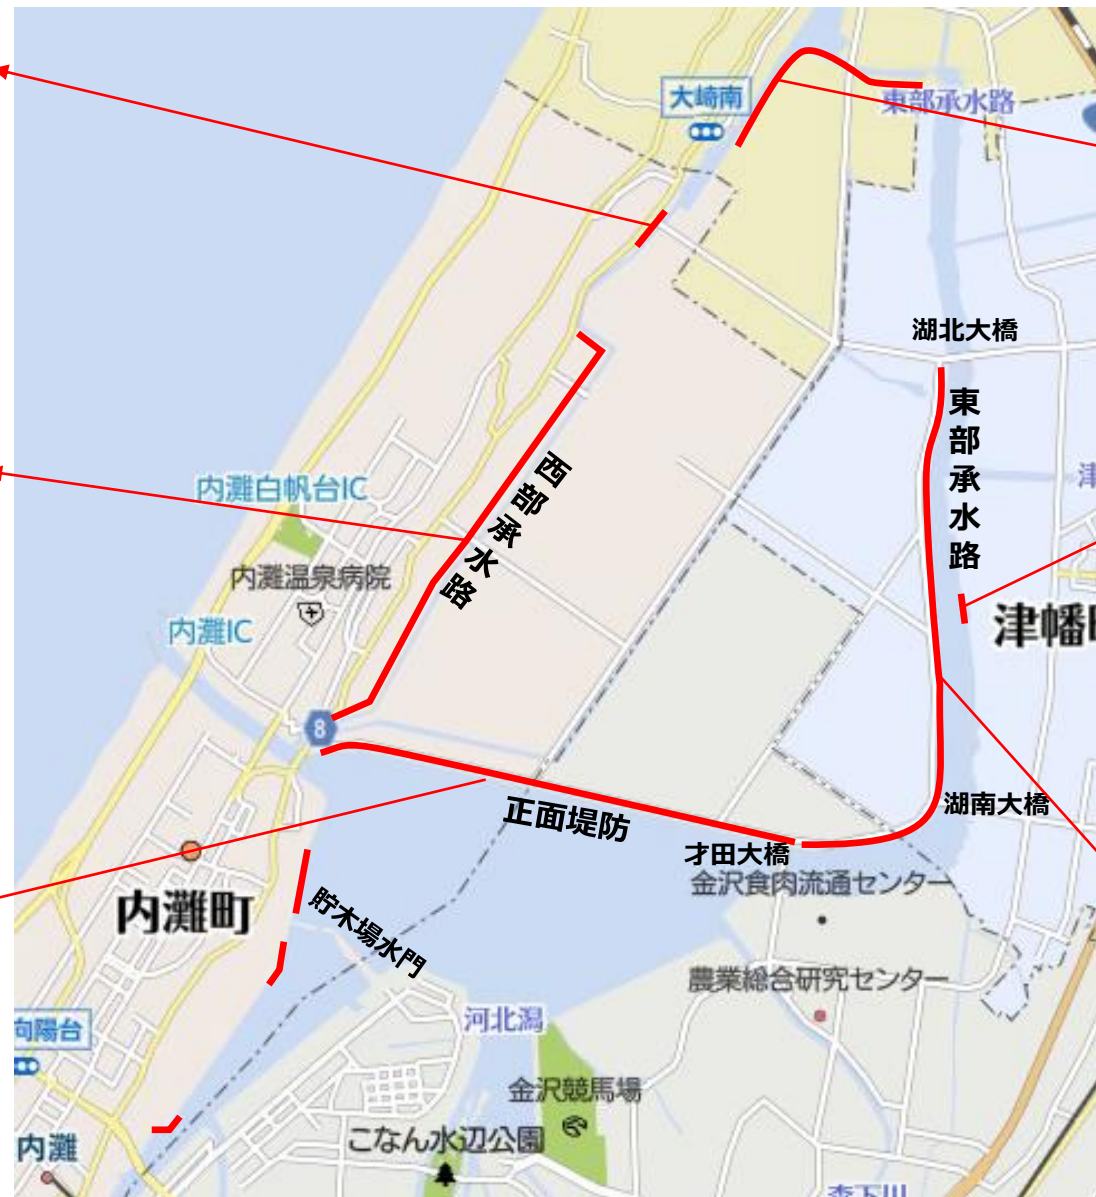 大崎南
東部承水路
湖北大橋
東部承水路
西部承水路
内灘白帆台IC
内灘温泉病院
内灘IC
津
津幡
8
湖南大橋
正面堤防
才田大橋
金沢食肉流通センター
内灘町
貯木場水門
農業総合研究センター
河北潟
向陽台
金沢競馬場
こなん水辺公園
内灘
森下川